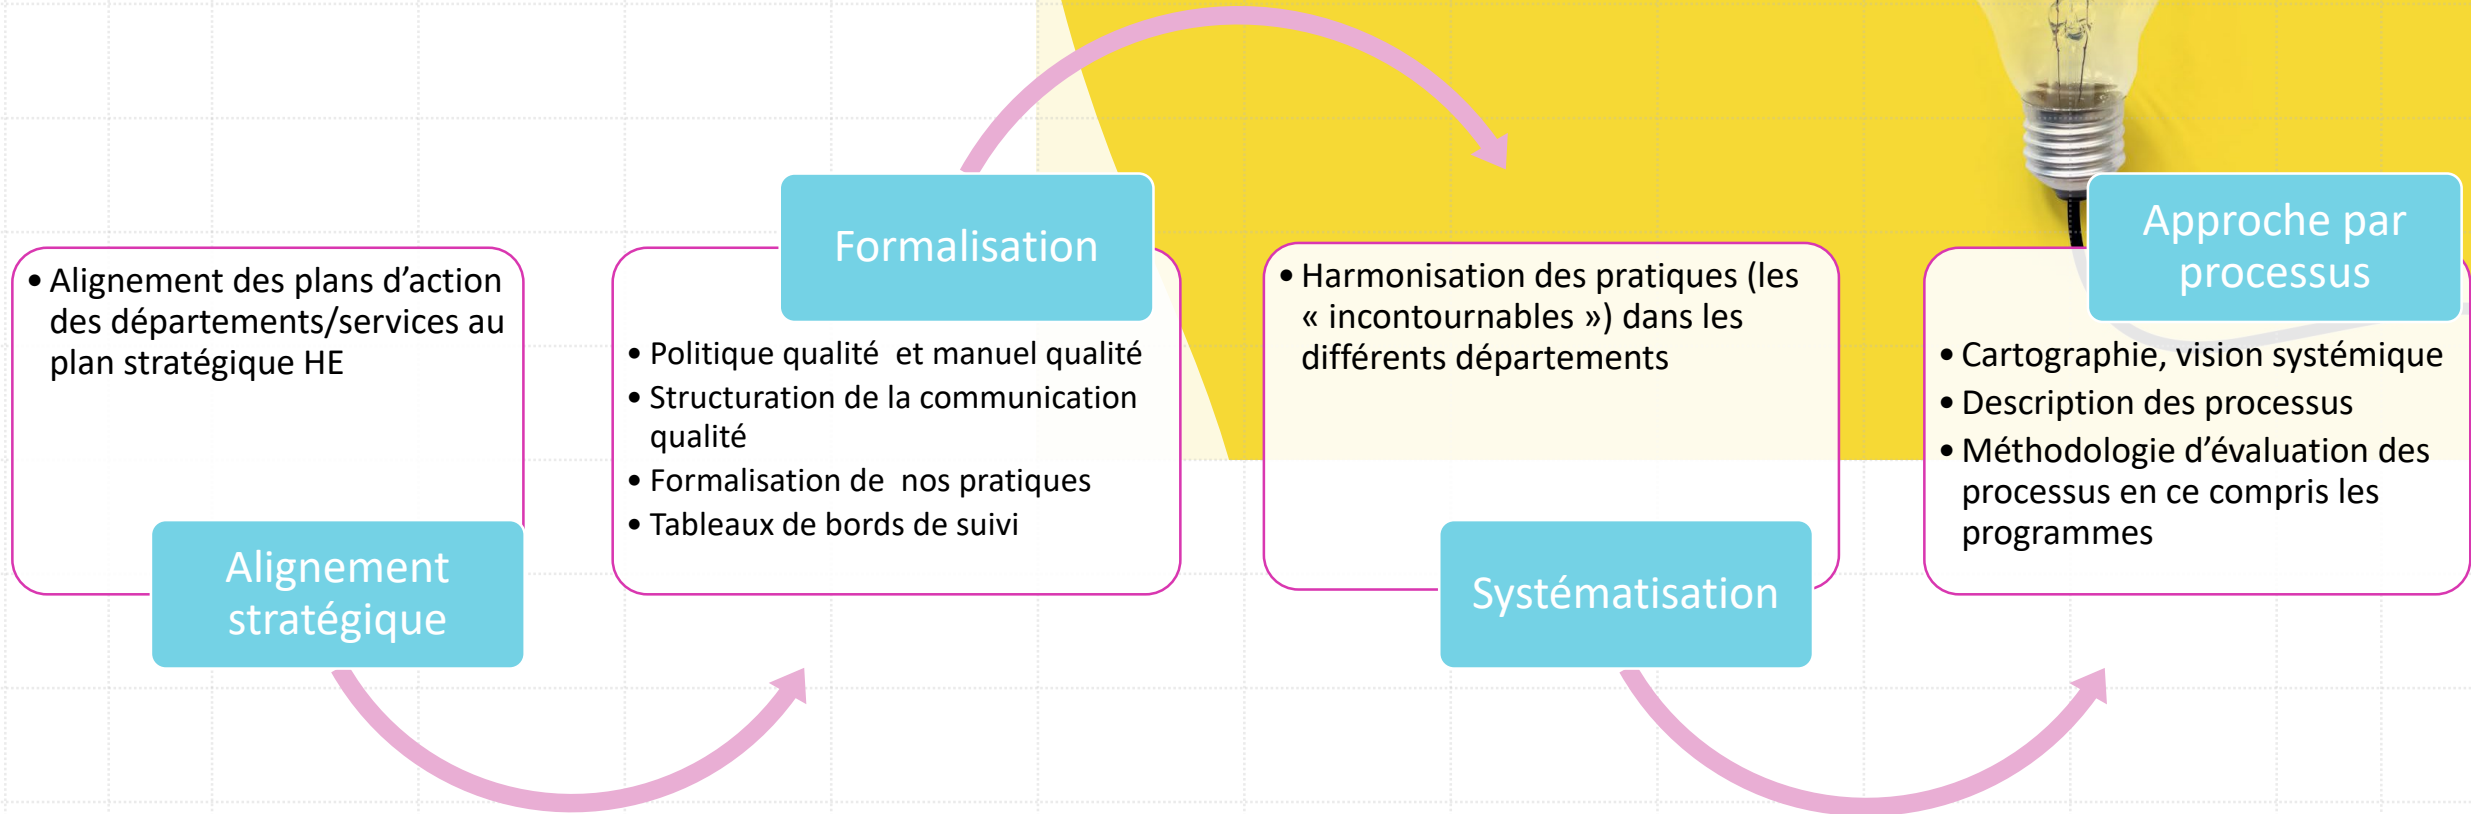 • Alignement des plans d’action
des départements/services au
plan stratégique HE
Alignement
stratégique
Formalisation
• Politique qualité  et manuel qualité
• Structuration de la communication
qualité
• Formalisation de  nos pratiques
• Tableaux de bords de suivi
• Harmonisation des pratiques (les
« incontournables ») dans les
différents départements
Systématisation
Approche par
processus
• Cartographie, vision systémique
• Description des processus
• Méthodologie d’évaluation des
processus en ce compris les
programmes